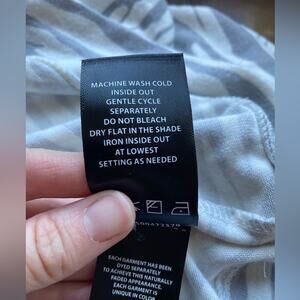 MACHINE WASH COLD
INSIDE OUT
GENTLE CYCLE
SEPARATELY
DO NOT BLEACH
DRY FLAT IN THE SHADE
IRON INSIDE OUT
AT LOWEST
SETTING AS NEEDED
EACH GARMENT HAS BEEN
DYED SEPARATELY
TO ACHIEVE THIS NATURALLY
FADED APPEARANCE.
EACH GARMENT IS
UNIQUE IN COLOR